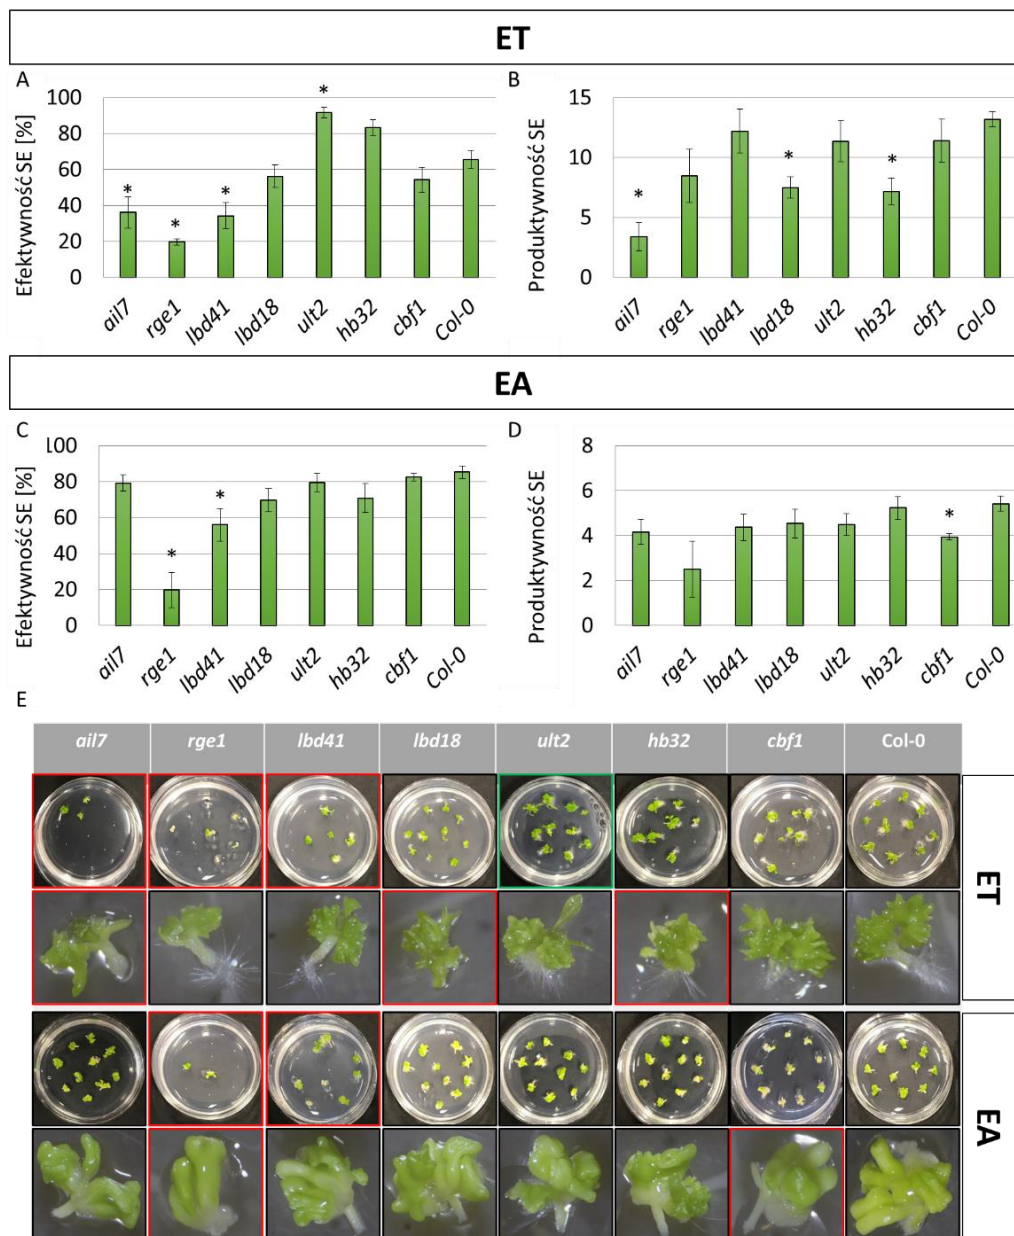 ET
A
Efektywność SE [%]
100
80
60
40
20
0
*
*
*
*
ail7 rge1 lbd41 lbd18 ult2 hb32 cbf1 Col-0
B
Produktywność SE
15
10
5
0
*
*
*
ail7 rge1 lbd41 lbd18 ult2 hb32 cbf1 Col-0
EA
C
Efektywność SE [%]
100
80
60
40
20
0
*
*
ail7 rge1 lbd41 lbd18 ult2 hb32 cbf1 Col-0
D
Produktywność SE
8
6
4
2
0
*
ail7 rge1 lbd41 lbd18 ult2 hb32 cbf1 Col-0
E
ail7 rge1 lbd41 lbd18 ult2 hb32 cbf1 Col-0
ET
EA